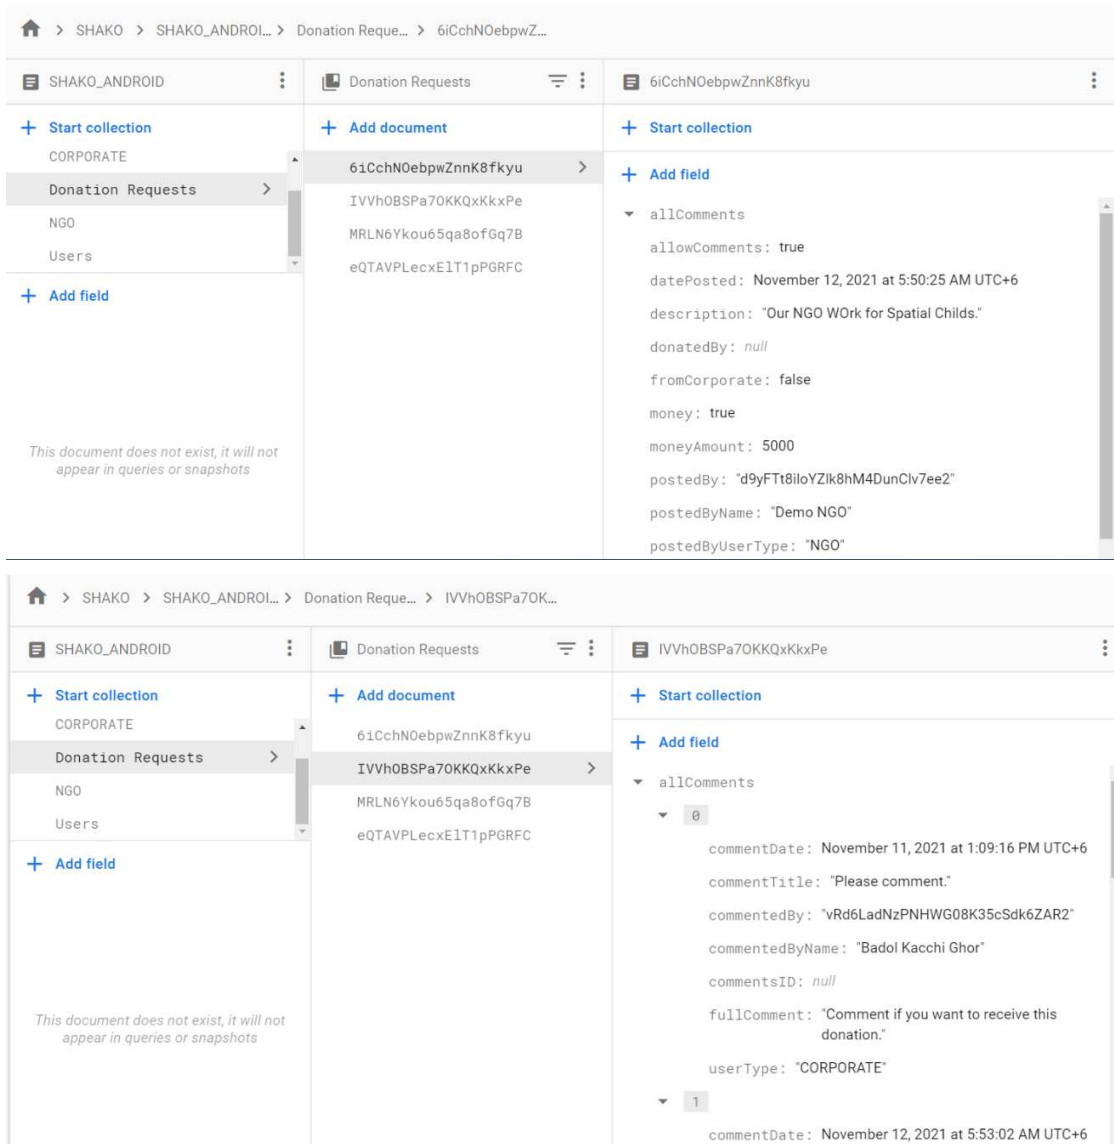 SHAKO > SHAKO_ANDROI... > Donation Reque... > 6iCchNOebpwZ...
SHAKO_ANDROID
Start collection
CORPORATE
Donation Requests
NGO
Users
Add field
This document does not exist, it will not
appear in queries or snapshots
Donation Requests
Add document
6iCchNOebpwZnnK8fkyu
IVVhOBSPa7OKKQxKkxPe
MRLN6Ykou65qa8ofGq7B
eQTAVPLecxElT1pPGRFC
6iCchNOebpwZnnK8fkyu
Start collection
Add field
allComments
allowComments: true
datePosted: November 12, 2021 at 5:50:25 AM UTC+6
description: "Our NGO WOrk for Spatial Childs."
donatedBy: null
fromCorporate: false
money: true
moneyAmount: 5000
postedBy: "d9yFTt8iloYZlk8hM4DunClv7ee2"
postedByName: "Demo NGO"
postedByUserType: "NGO"
SHAKO > SHAKO_ANDROI... > Donation Reque... > IVVhOBSPa7OK...
SHAKO_ANDROID
Start collection
CORPORATE
Donation Requests
NGO
Users
Add field
This document does not exist, it will not
appear in queries or snapshots
Donation Requests
Add document
6iCchNOebpwZnnK8fkyu
IVVhOBSPa7OKKQxKkxPe
MRLN6Ykou65qa8ofGq7B
eQTAVPLecxElT1pPGRFC
IVVhOBSPa7OKKQxKkxPe
Start collection
Add field
allComments
0
commentDate: November 11, 2021 at 1:09:16 PM UTC+6
commentTitle: "Please comment."
commentedBy: "vRd6LadNzPNHWG08K35cSdk6ZAR2"
commentedByName: "Badol Kacchi Ghor"
commentsID: null
fullComment: "Comment if you want to receive this
donation."
userType: "CORPORATE"
1
commentDate: November 12, 2021 at 5:53:02 AM UTC+6